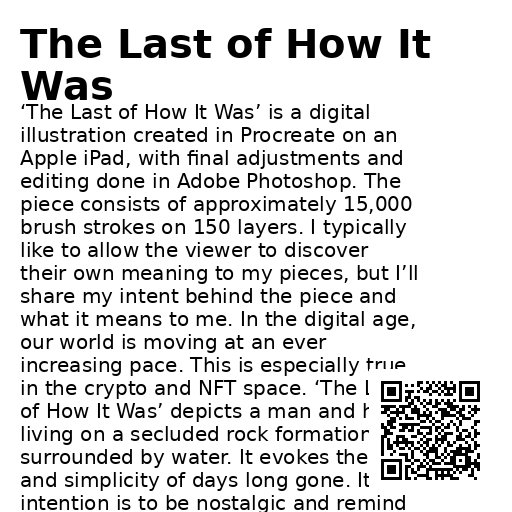 The Last of How It
Was
‘The Last of How It Was’ is a digital
illustration created in Procreate on an
Apple iPad, with final adjustments and
editing done in Adobe Photoshop. The
piece consists of approximately 15,000
brush strokes on 150 layers. I typically
like to allow the viewer to discover
their own meaning to my pieces, but I’ll
share my intent behind the piece and
what it means to me. In the digital age,
our world is moving at an ever
increasing pace. This is especially true
in the crypto and NFT space. ‘The
of How It Was’ depicts a man and
living on a secluded rock formation
surrounded by water. It evokes the
and simplicity of days long gone. It
intention is to be nostalgic and remind